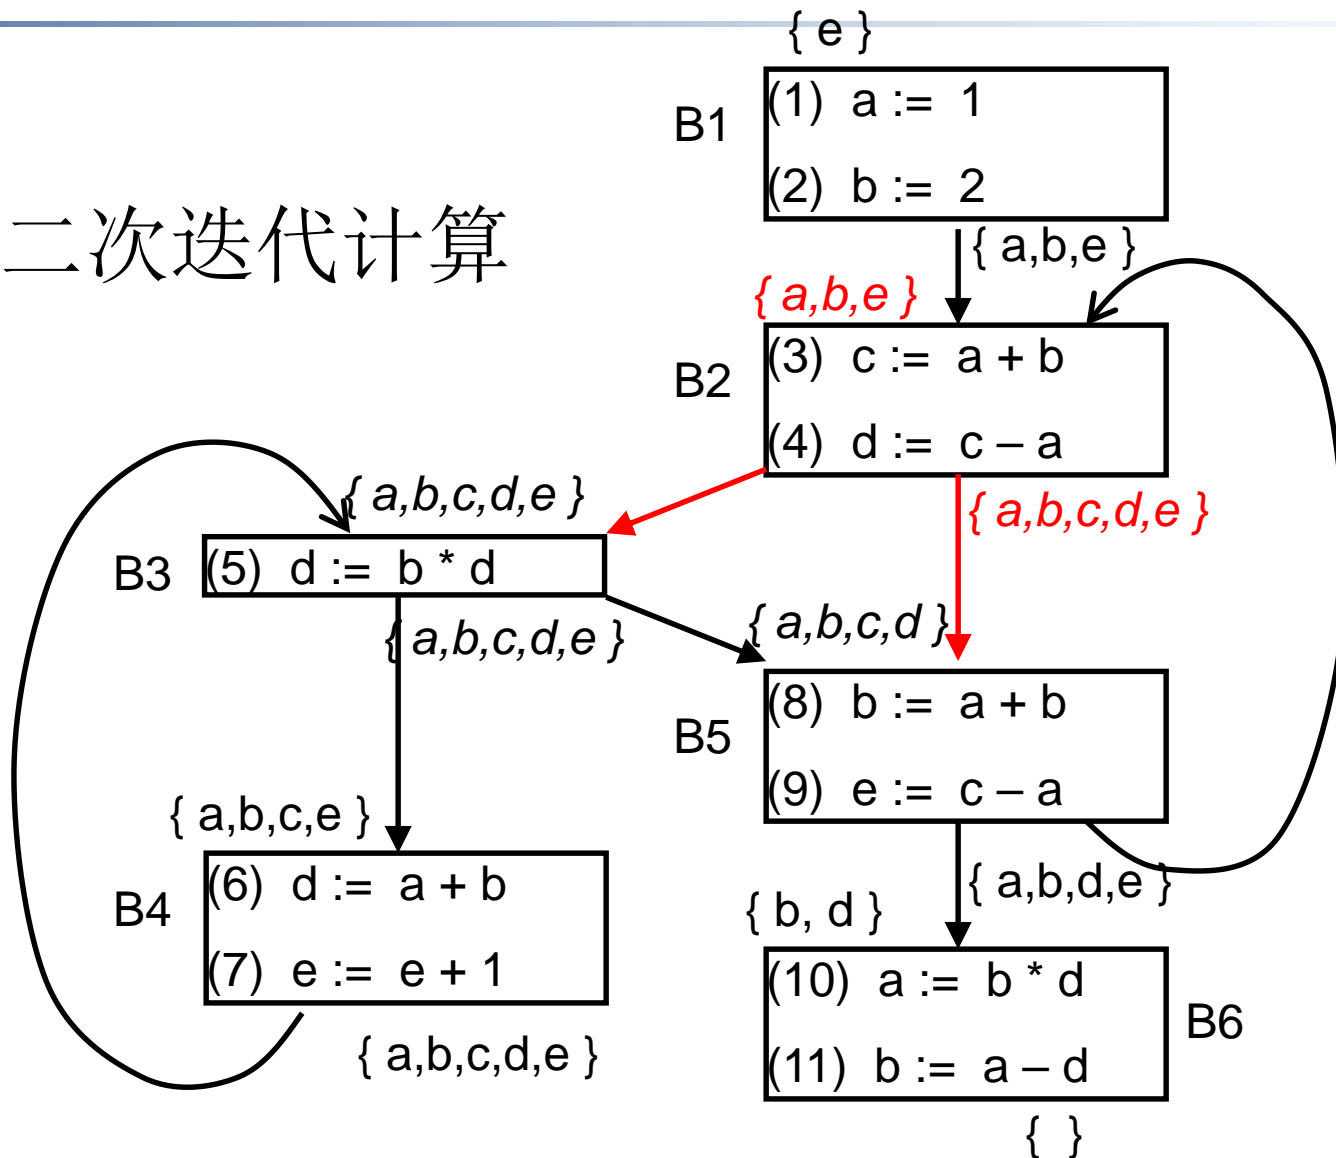 { e }
B1
(1) a := 1
(2) b := 2
二次迭代计算
{ a,b,e }
{ a,b,e }
B2
(3) c := a + b
(4) d := c – a
{ a,b,c,d,e }
{ a,b,c,d,e }
B3
(5) d := b * d
{ a,b,c,d,e }
{ a,b,c,d }
B5
(8) b := a + b
(9) e := c – a
{ a,b,c,e }
B4
(6) d := a + b
(7) e := e + 1
{ a,b,c,d,e }
{ a,b,d,e }
{ b, d }
(10) a := b * d
(11) b := a – d
B6
{ }